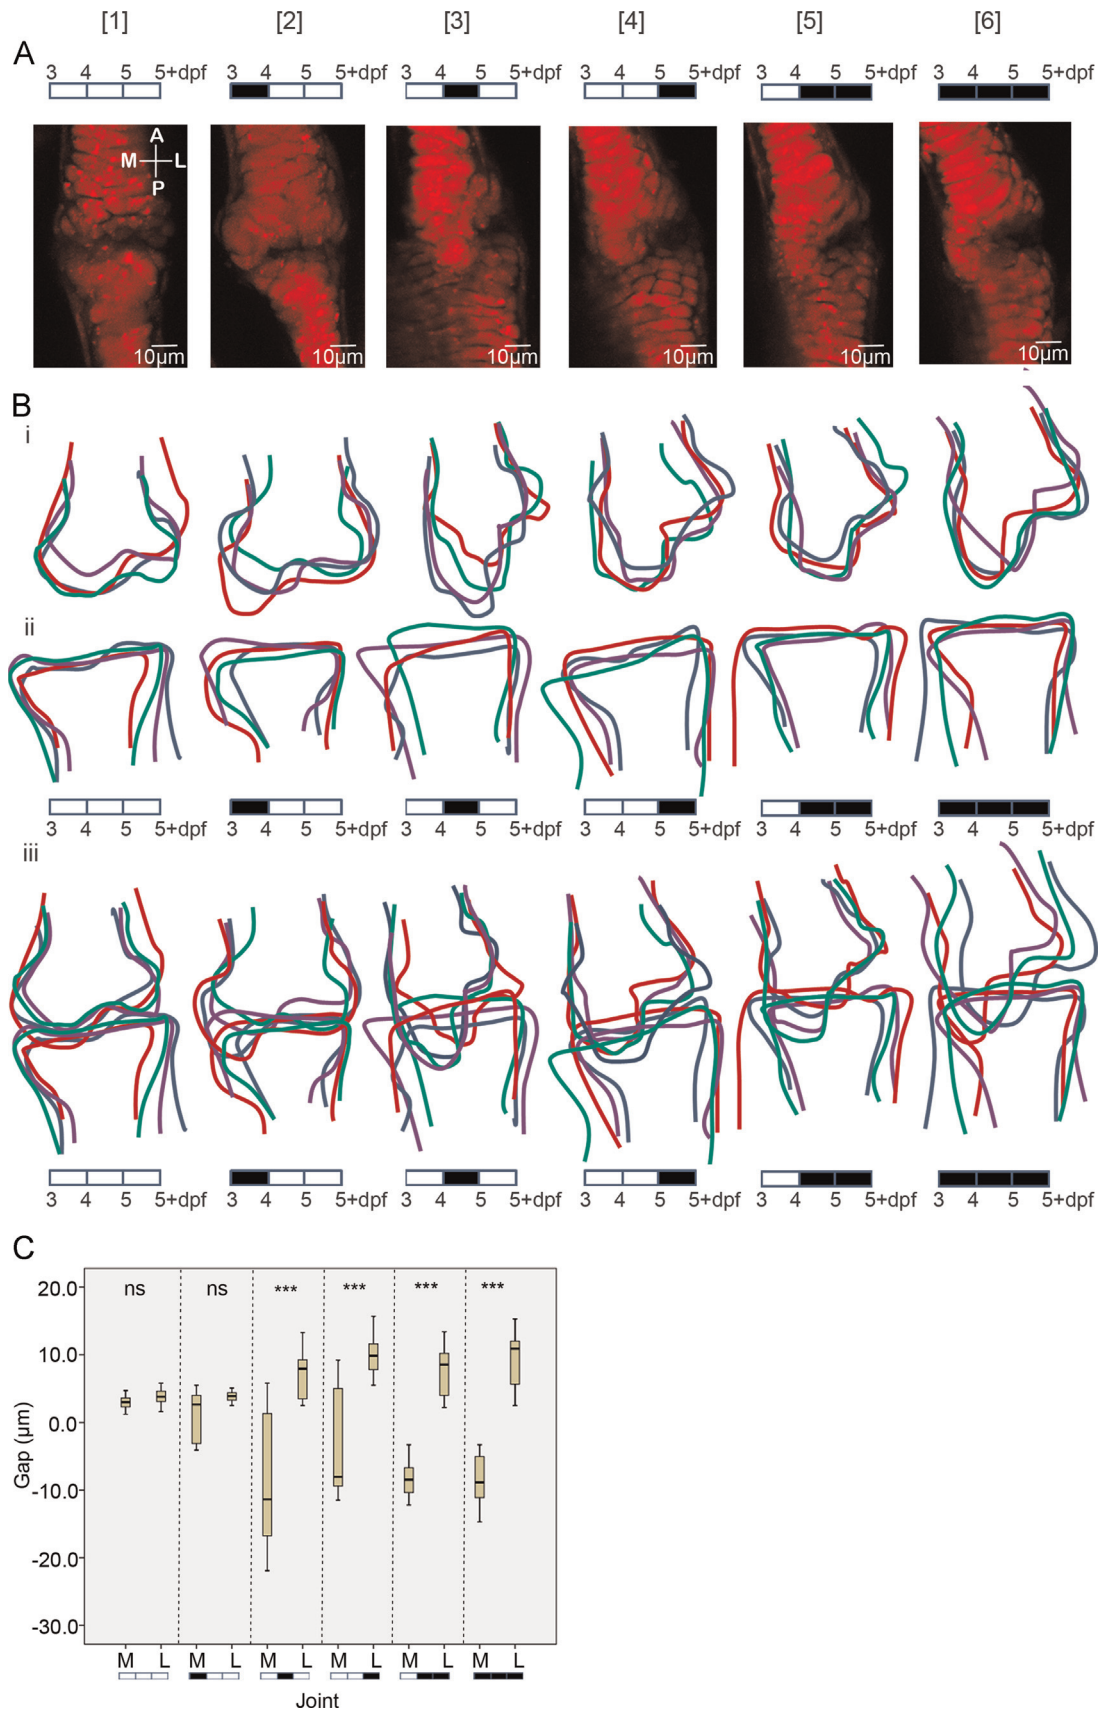 [1] [2] [3] [4] [5] [6]
A
3 4 5 5+dpf 3 4 5 5+dpf 3 4 5 5+dpf 3 4 5 5+dpf 3 4 5 5+dpf 3 4 5 5+dpf
A
M L
P
10µm 10µm 10µm 10µm 10µm 10µm
B
i
ii
3 4 5 5+dpf 3 4 5 5+dpf 3 4 5 5+dpf 3 4 5 5+dpf 3 4 5 5+dpf 3 4 5 5+dpf
iii
3 4 5 5+dpf 3 4 5 5+dpf 3 4 5 5+dpf 3 4 5 5+dpf 3 4 5 5+dpf 3 4 5 5+dpf
C
20.0 ns ns *** *** *** ***
10.0
0.0
Gap (µm)
-10.0
-20.0
-30.0
M L M L M L M L M L M L
Joint